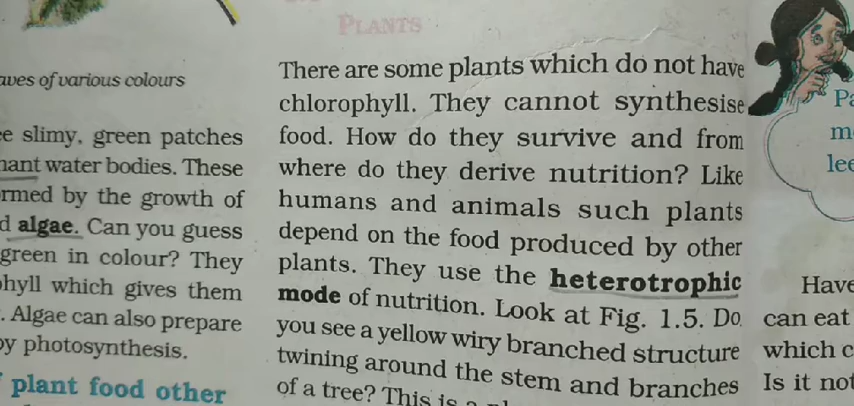 PLANTS
aves of various colours
slimy, green patches
water bodies. These
by the growth of
algae. Can you guess
green in colour? They
which gives them
. Algae can also prepare
by photosynthesis.
plant food other
There are some plants which do not have
chlorophyll. They cannot synthesise
food. How do they survive and from
where do they derive nutrition? Like
humans and animals such plants
depend on the food produced by other
plants. They use the heterotrophic
mode of nutrition. Look at Fig. 1.5. Do
you see a yellow wiry branched structure
twining around the stem and branches
of a tree? This is a
Have
can eat
which
Is it not